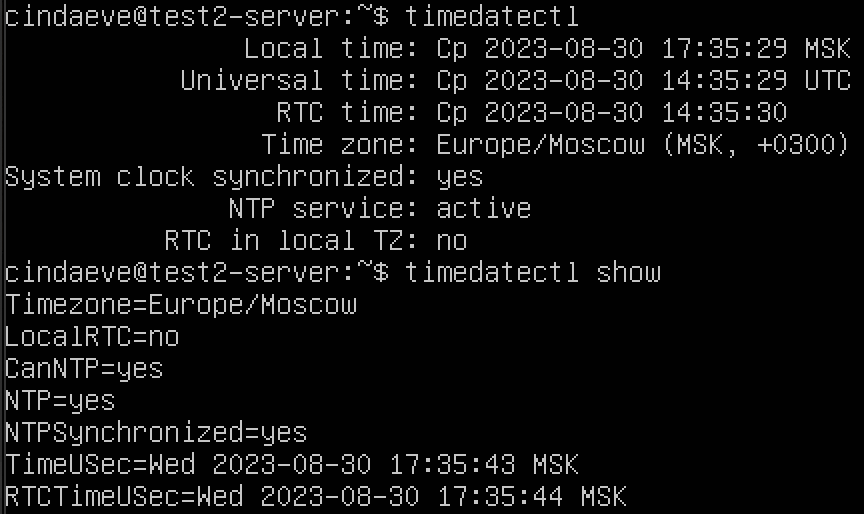 cindaeve@test2-server:~$ timedatectl
Local time: Ср 2023-08-30 17:35:29 MSK
Universal time: Ср 2023-08-30 14:35:29 UTC
RTC time: Ср 2023-08-30 14:35:30
Time zone: Europe/Moscow (MSK, +0300)
System clock synchronized: yes
NTP service: active
RTC in local TZ: no
cindaeve@test2-server:~$ timedatectl show
Timezone=Europe/Moscow
LocalRTC=no
CanNTP=yes
NTP=yes
NTPSynchronized=yes
TimeUSec=Wed 2023-08-30 17:35:43 MSK
RTCTimeUSec=Wed 2023-08-30 17:35:44 MSK